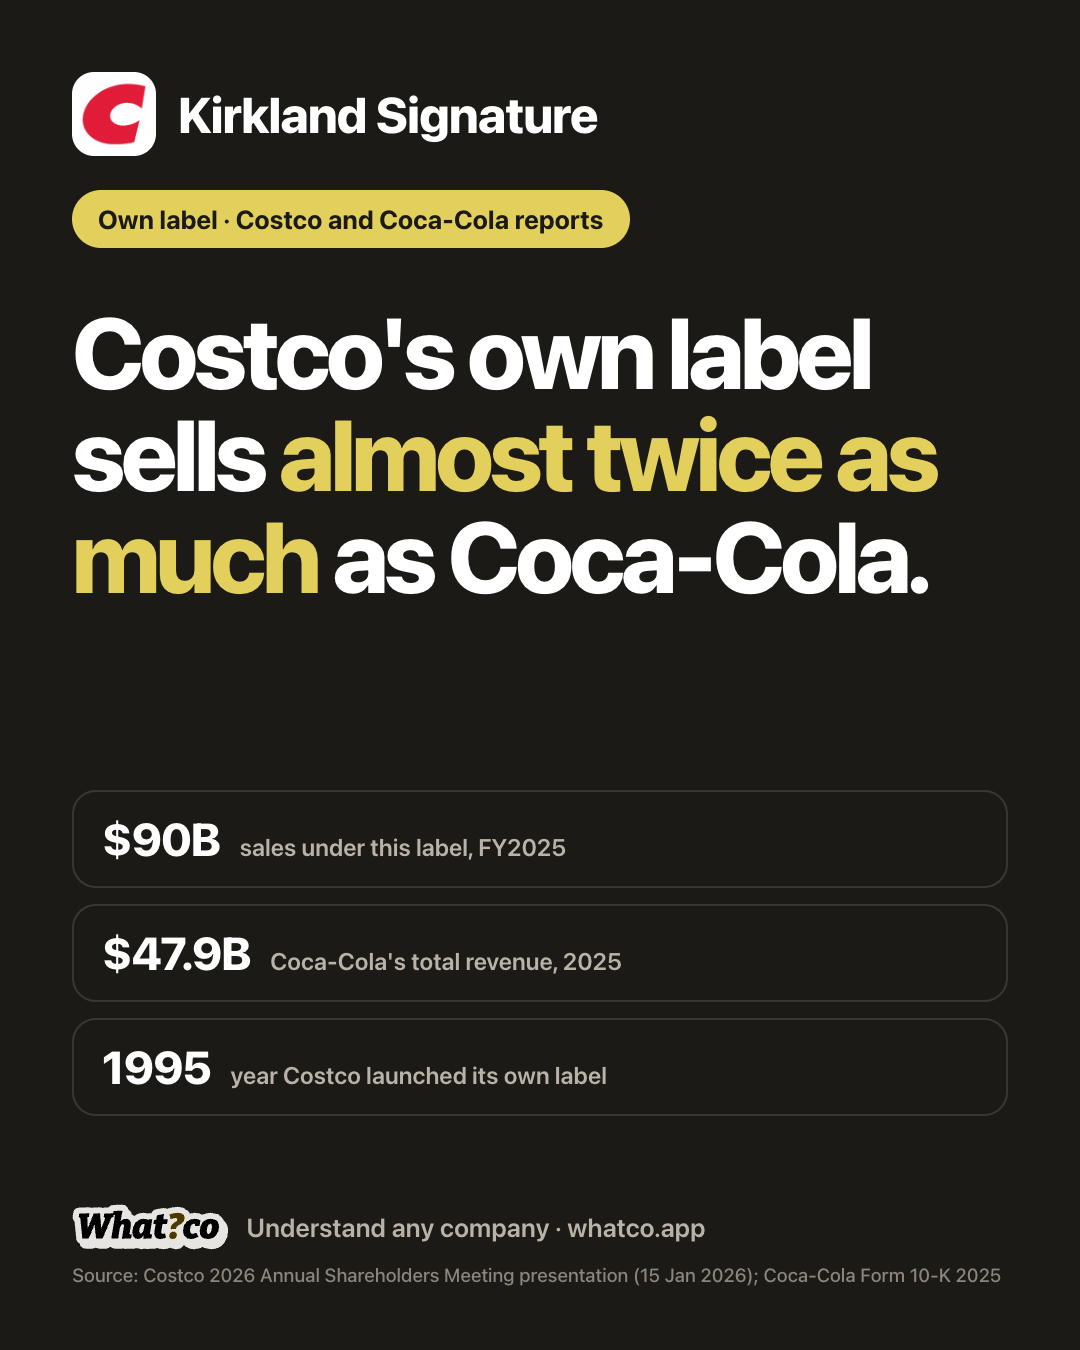 Kirkland Signature
Own label · Costco and Coca-Cola reports
Costco's own label
sells almost twice as
much as Coca-Cola.
$90B sales under this label, FY2025
$47.9B Coca-Cola's total revenue, 2025
1995 year Costco launched its own label
What?co Understand any company · whatco.app
Source: Costco 2026 Annual Shareholders Meeting presentation (15 Jan 2026); Coca-Cola Form 10-K 2025